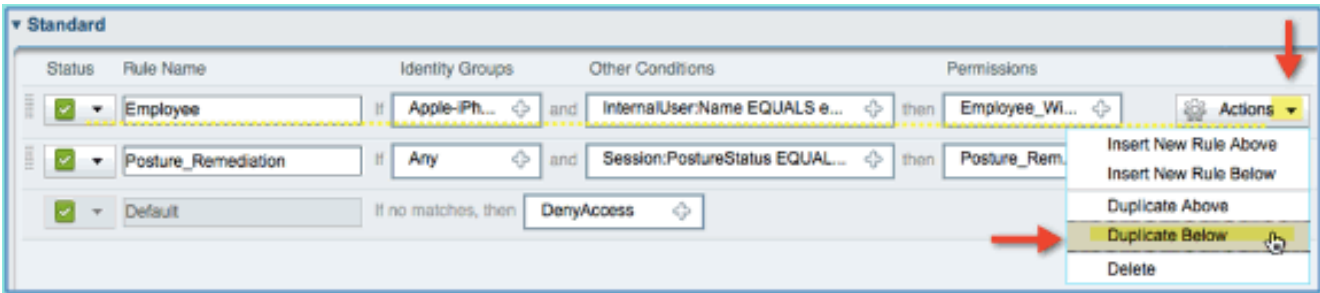 Standard
Status Rule Name Identity Groups Other Conditions Permissions
Employee If Apple-iPh... and InternalUser:Name EQUALS e... then Employee_Wi... Actions
Insert New Rule Above
Posture_Remediation If Any and Session:PostureStatus EQUAL... then Posture_Rem.
Insert New Rule Below
Default If no matches, then DenyAccess
Duplicate Above
Duplicate Below
Delete